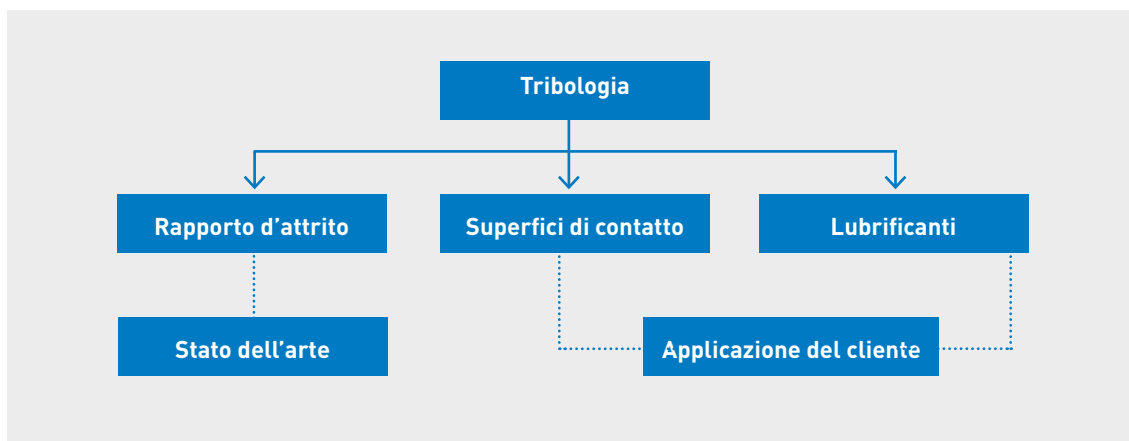 Tribologia
Rapporto d’attrito
Superfici di contatto
Lubrificanti
Stato dell’arte
Applicazione del cliente